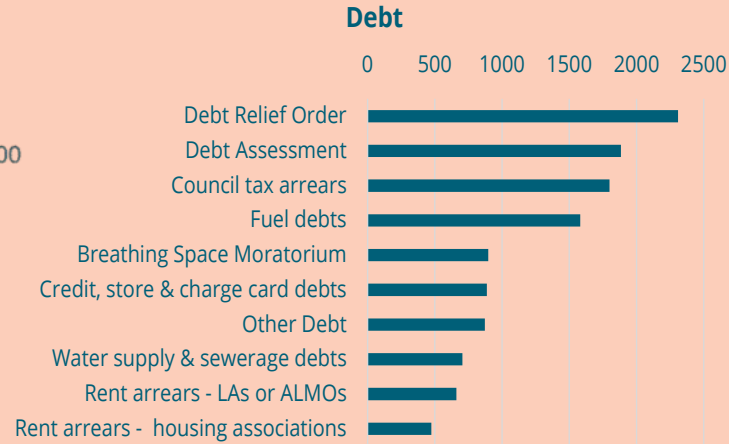 Debt
0 500 1000 1500 2000 2500
Debt Relief Order
00
Debt Assessment
Council tax arrears
Fuel debts
Breathing Space Moratorium
Credit, store & charge card debts
Other Debt
Water supply & sewerage debts
Rent arrears - LAs or ALMOs
Rent arrears -  housing associations